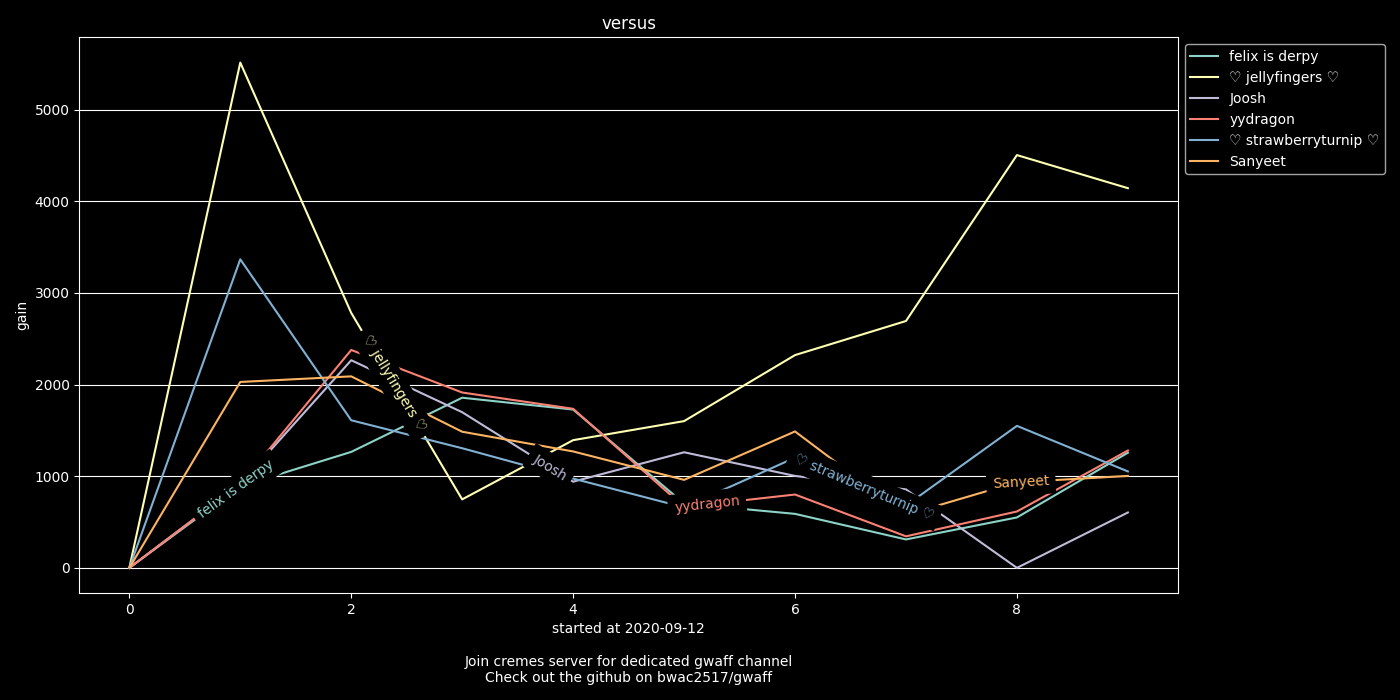 versus
felix is derpy
♡ jellyfingers ♡
Joosh
yydragon
♡ strawberryturnip ♡
Sanyeet
gain
5000
4000
3000
2000
1000
0
♡ jellyfingers ♡
felix is derpy
Joosh
yydragon
♡ strawberryturnip ♡
Sanyeet
0 2 4 6 8
started at 2020-09-12
Join cremes server for dedicated gwaff channel
Check out the github on bwac2517/gwaff